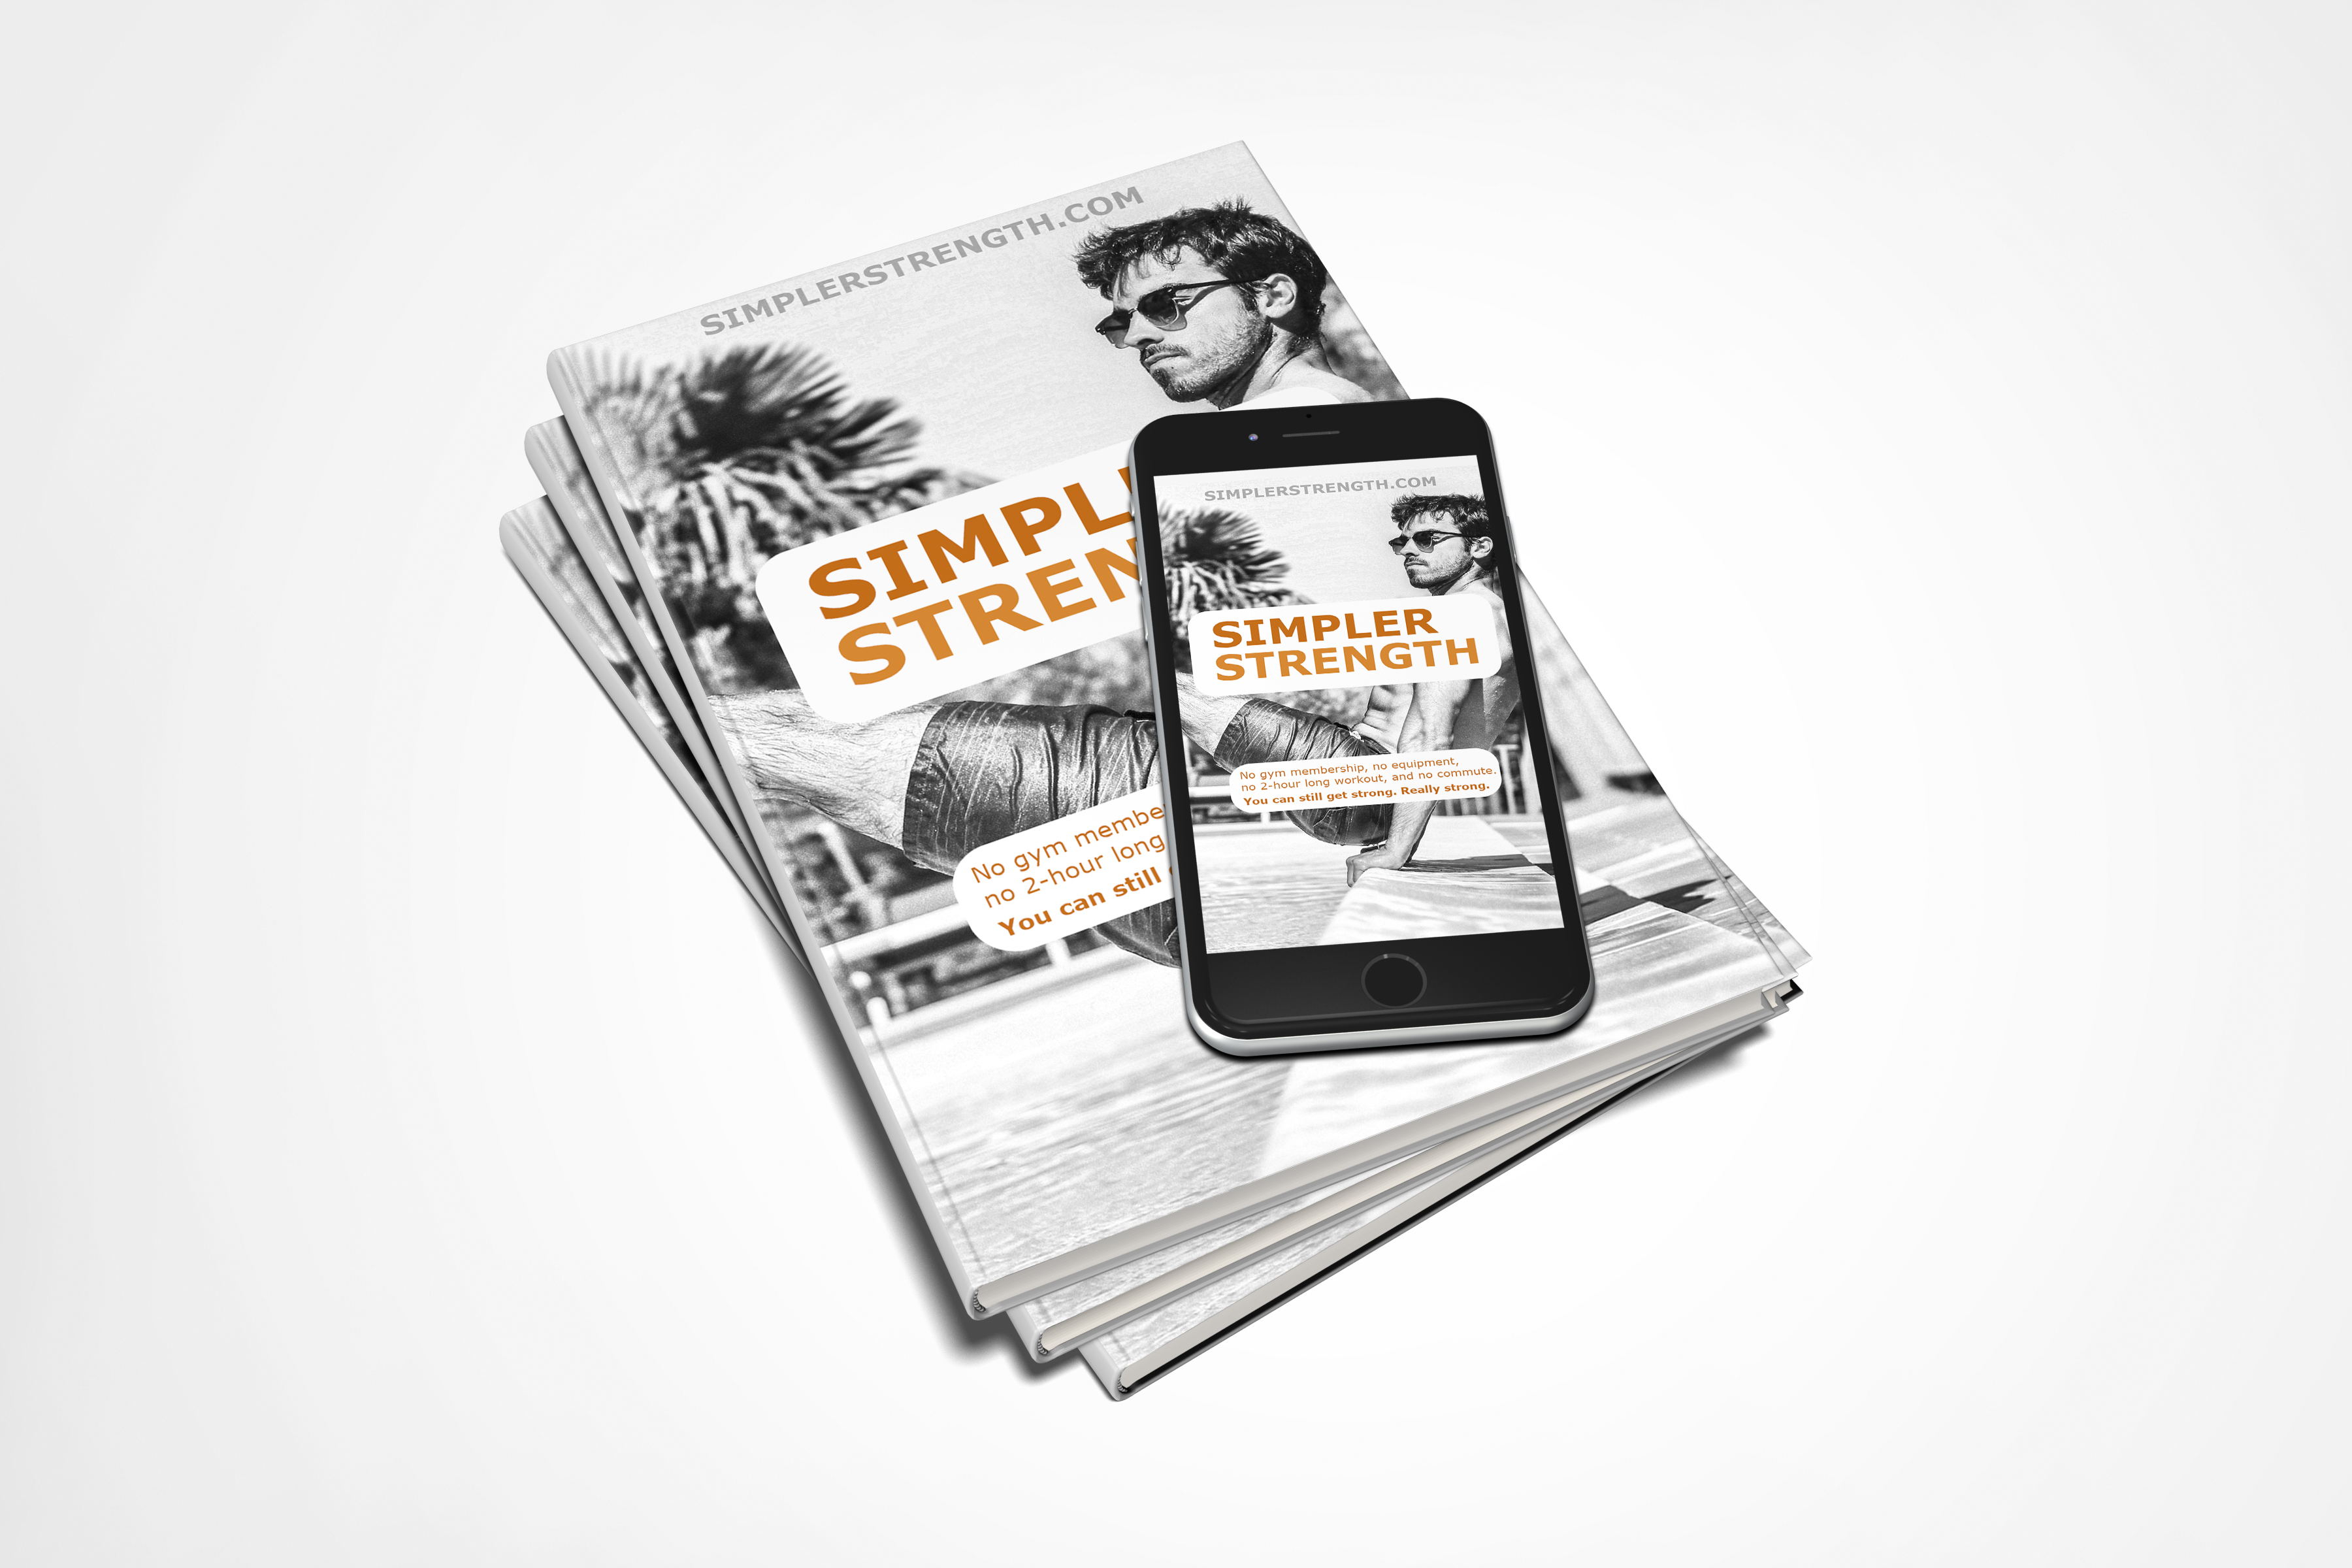 SIMPLERSTRENGTH.COM
SIMPL
STREN
No gym membe
no 2-hour long
You can still
SIMPLERSTRENGTH.COM
SIMPLER
STRENGTH
No gym membership, no equipment,
no 2-hour long workout, and no commute.
You can still get strong. Really strong.